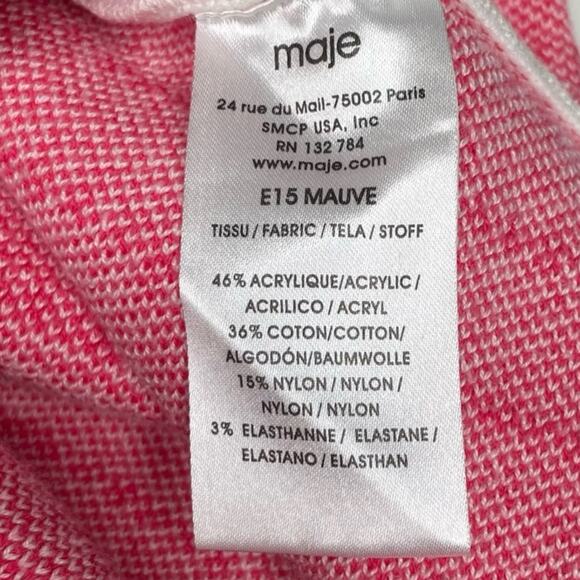 maje
24 rue du Mail-75002 Paris
SMCP USA, Inc
RN 132 784
www.maje.com
E15 MAUVE
TISSU / FABRIC / TELA / STOFF
46% ACRYLIQUE/ACRYLIC /
ACRILICO / ACRYL
36% COTON/COTTON/
ALGODÓN/BAUMWOLLE
15% NYLON / NYLON /
NYLON / NYLON
3% ELASTHANNE / ELASTANE /
ELASTANO / ELASTHAN